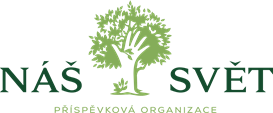 NÁŠ SVĚT
PŘÍSPĚVKOVÁ ORGANIZACE